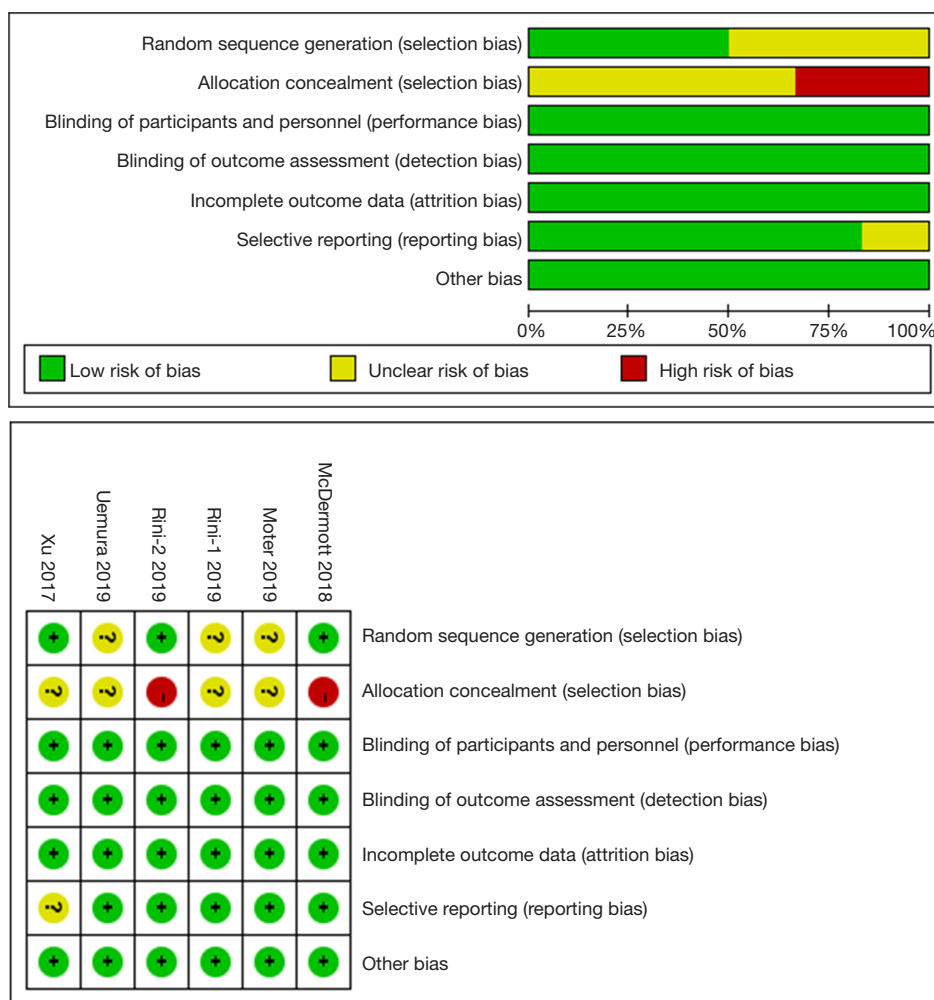 Random sequence generation (selection bias)
Allocation concealment (selection bias)
Blinding of participants and personnel (performance bias)
Blinding of outcome assessment (detection bias)
Incomplete outcome data (attrition bias)
Selective reporting (reporting bias)
Other bias
0% 25% 50% 75% 100%
Low risk of bias Unclear risk of bias High risk of bias
Xu 2017
Uemura 2019
Rini-2 2019
Rini-1 2019
Moter 2019
McDermott 2018
+ ? + ? ? + Random sequence generation (selection bias)
? ? – ? ? – Allocation concealment (selection bias)
+ + + + + + Blinding of participants and personnel (performance bias)
+ + + + + + Blinding of outcome assessment (detection bias)
+ + + + + + Incomplete outcome data (attrition bias)
? + + + + + Selective reporting (reporting bias)
+ + + + + + Other bias